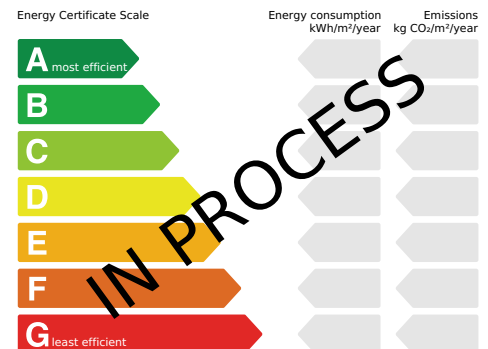 Energy Certificate Scale
Energy consumption
kWh/m²/year
Emissions
kg CO₂/m²/year
A most efficient
B
C
D
E
F
G least efficient
IN PROCESS